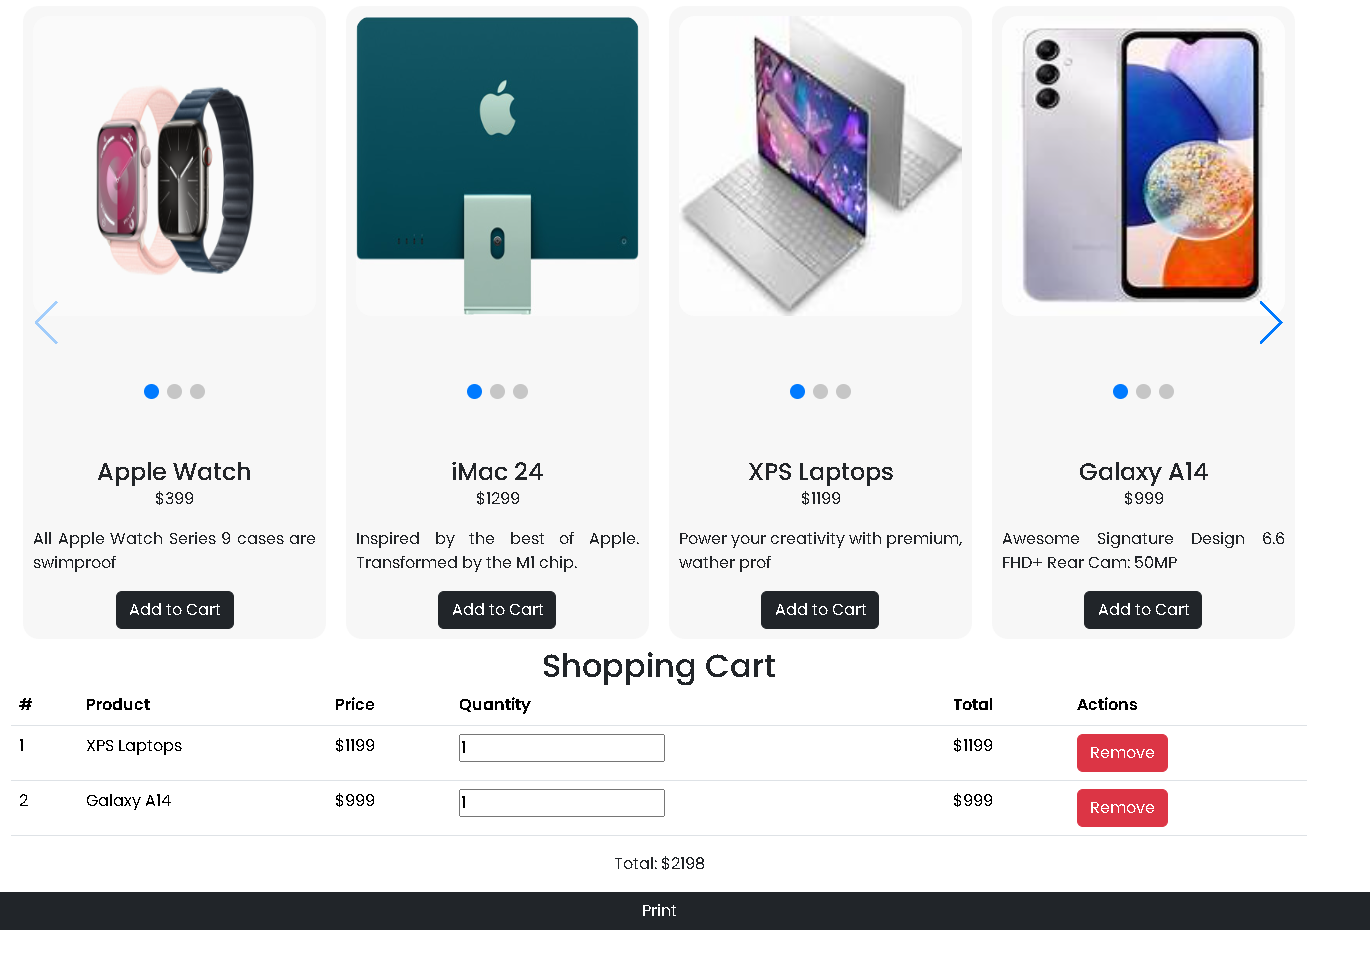 Apple Watch
$399
All Apple Watch Series 9 cases are
swimproof
Add to Cart
iMac 24
$1299
Inspired by the best of Apple.
Transformed by the M1 chip.
Add to Cart
XPS Laptops
$1199
Power your creativity with premium,
wather prof
Add to Cart
Galaxy A14
$999
Awesome Signature Design 6.6
FHD+ Rear Cam: 50MP
Add to Cart
Shopping Cart
# Product Price Quantity Total Actions
1 XPS Laptops $1199 1 $1199 Remove
2 Galaxy A14 $999 1 $999 Remove
Total: $2198
Print